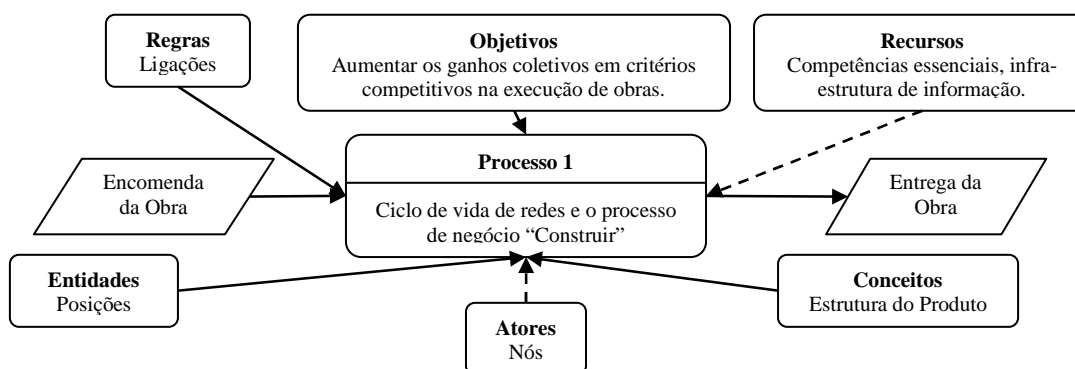 Regras
Ligações
Objetivos
Aumentar os ganhos coletivos em critérios
competitivos na execução de obras.
Recursos
Competências essenciais, infra-
estrutura de informação.
Encomenda
da Obra
Processo 1
Ciclo de vida de redes e o processo
de negócio “Construir”
Entrega da
Obra
Entidades
Posições
Atores
Nós
Conceitos
Estrutura do Produto